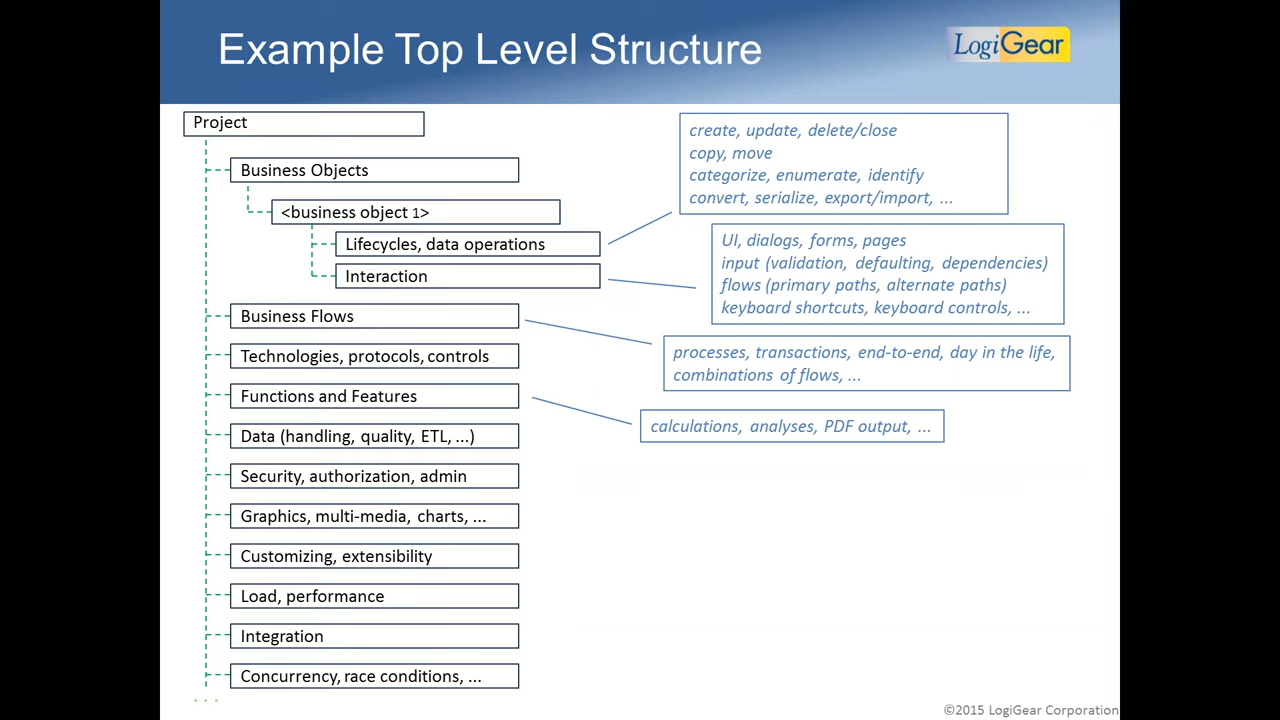 Example Top Level Structure
LogiGear
Project
Business Objects
<business object 1>
Lifecycles, data operations
Interaction
Business Flows
Technologies, protocols, controls
Functions and Features
Data (handling, quality, ETL, ...)
Security, authorization, admin
Graphics, multi-media, charts, ...
Customizing, extensibility
Load, performance
Integration
Concurrency, race conditions, ...
...
create, update, delete/close
copy, move
categorize, enumerate, identify
convert, serialize, export/import, ...
UI, dialogs, forms, pages
input (validation, defaulting, dependencies)
flows (primary paths, alternate paths)
keyboard shortcuts, keyboard controls, ...
processes, transactions, end-to-end, day in the life,
combinations of flows, ...
calculations, analyses, PDF output, ...
©2015 LogiGear Corporation